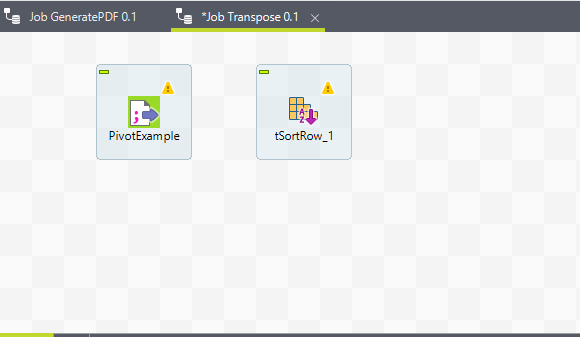 Job GeneratePDF 0.1
*Job Transpose 0.1
PivotExample
tSortRow_1